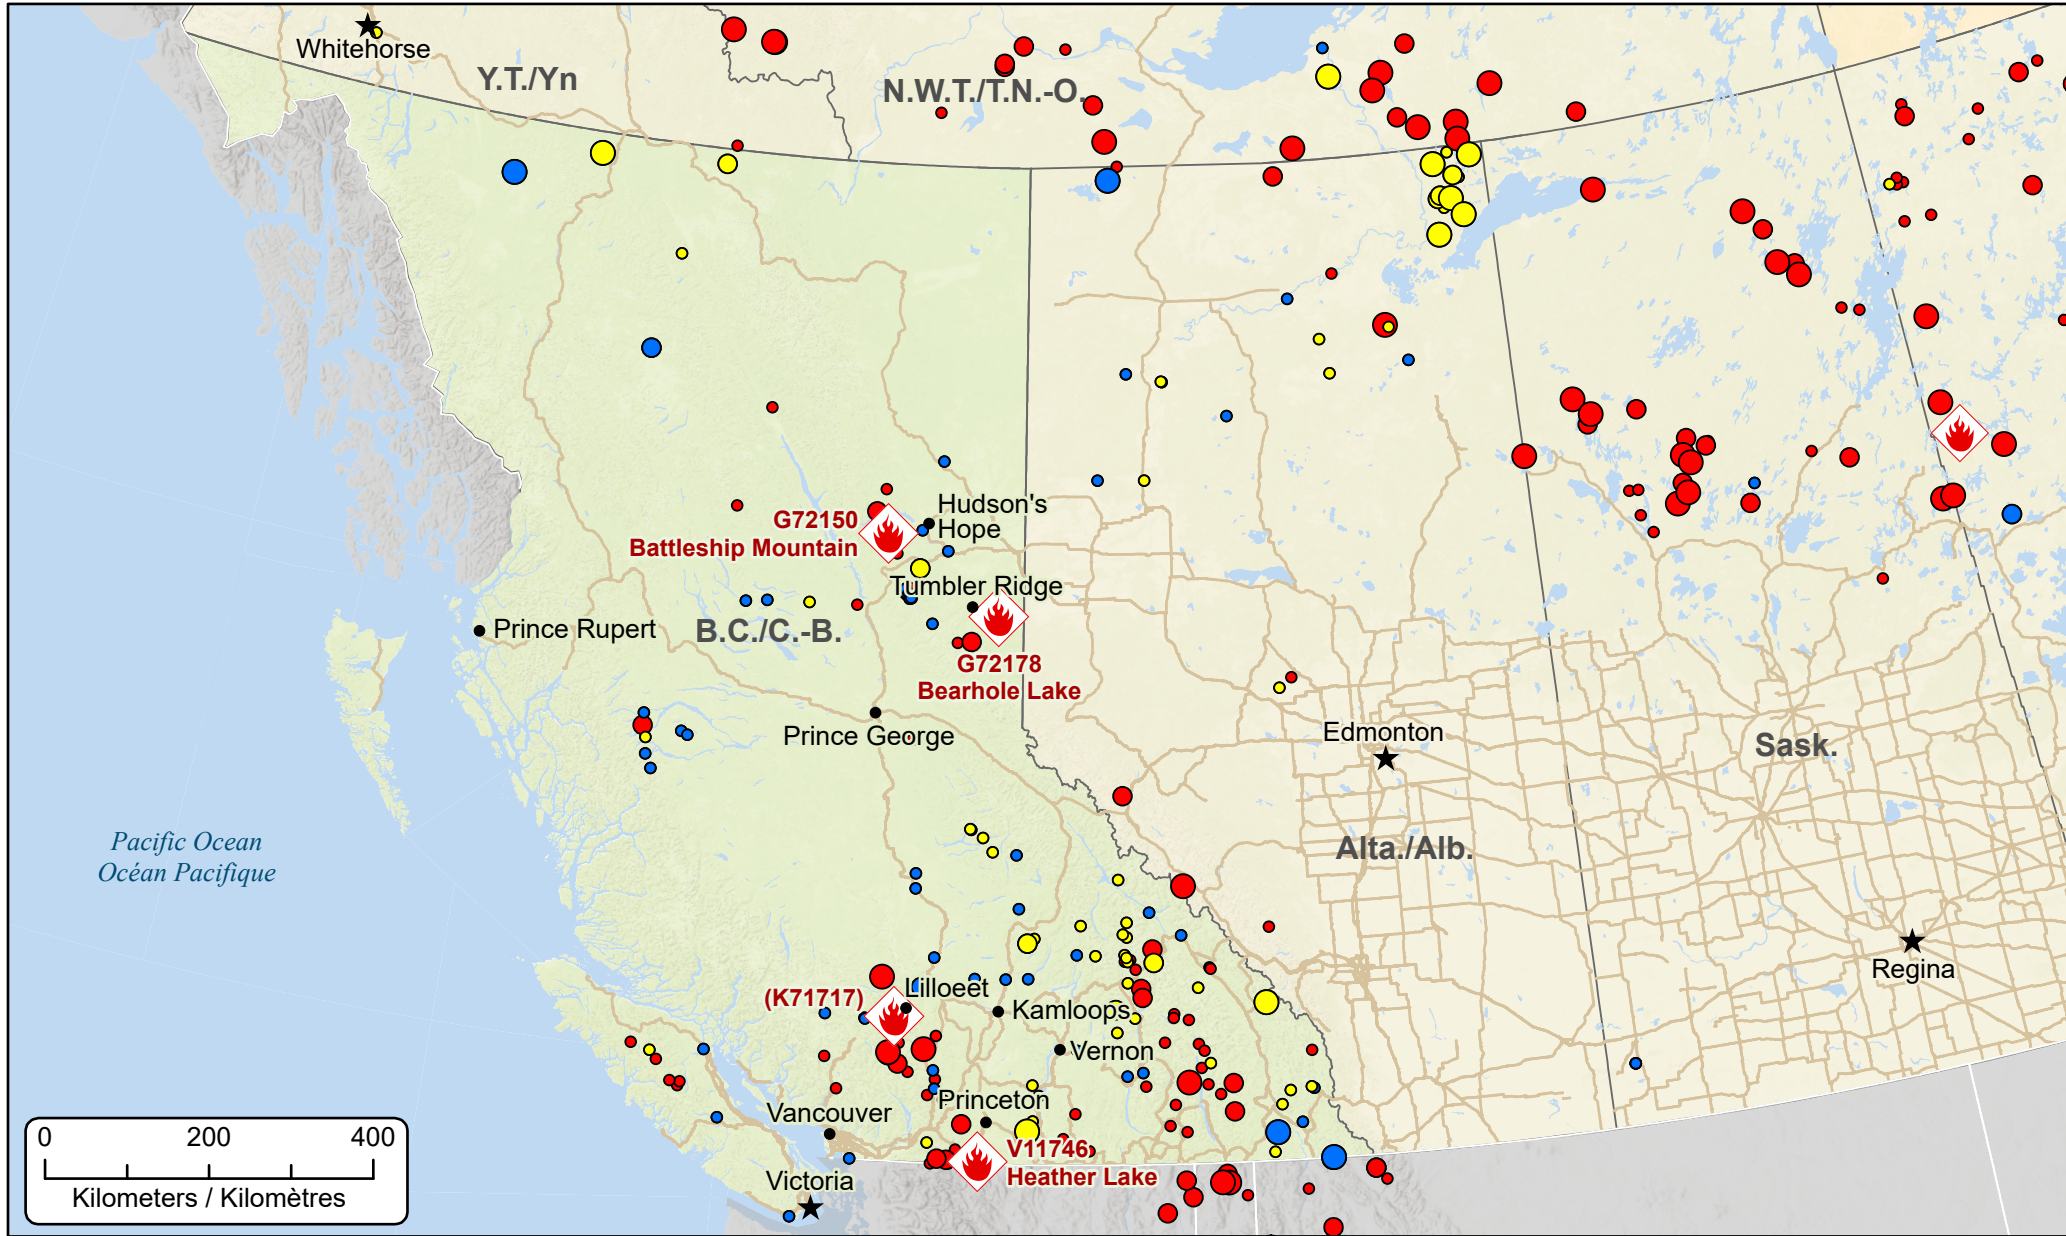 Whitehorse
Y.T./Yn
N.W.T./T.N.-O.
Hudson's
Hope
G72150
Battleship Mountain
Tumbler Ridge
Prince Rupert
B.C./C.-B.
G72178
Bearhole Lake
Prince George
Edmonton
Sask.
Pacific Ocean
Océan Pacifique
Alta./Alb.
Regina
(K71717)
Lilloeet
Kamloops
Vernon
Princeton
Vancouver
V11746
Heather Lake
Victoria
0 200 400
Kilometers / Kilomètres